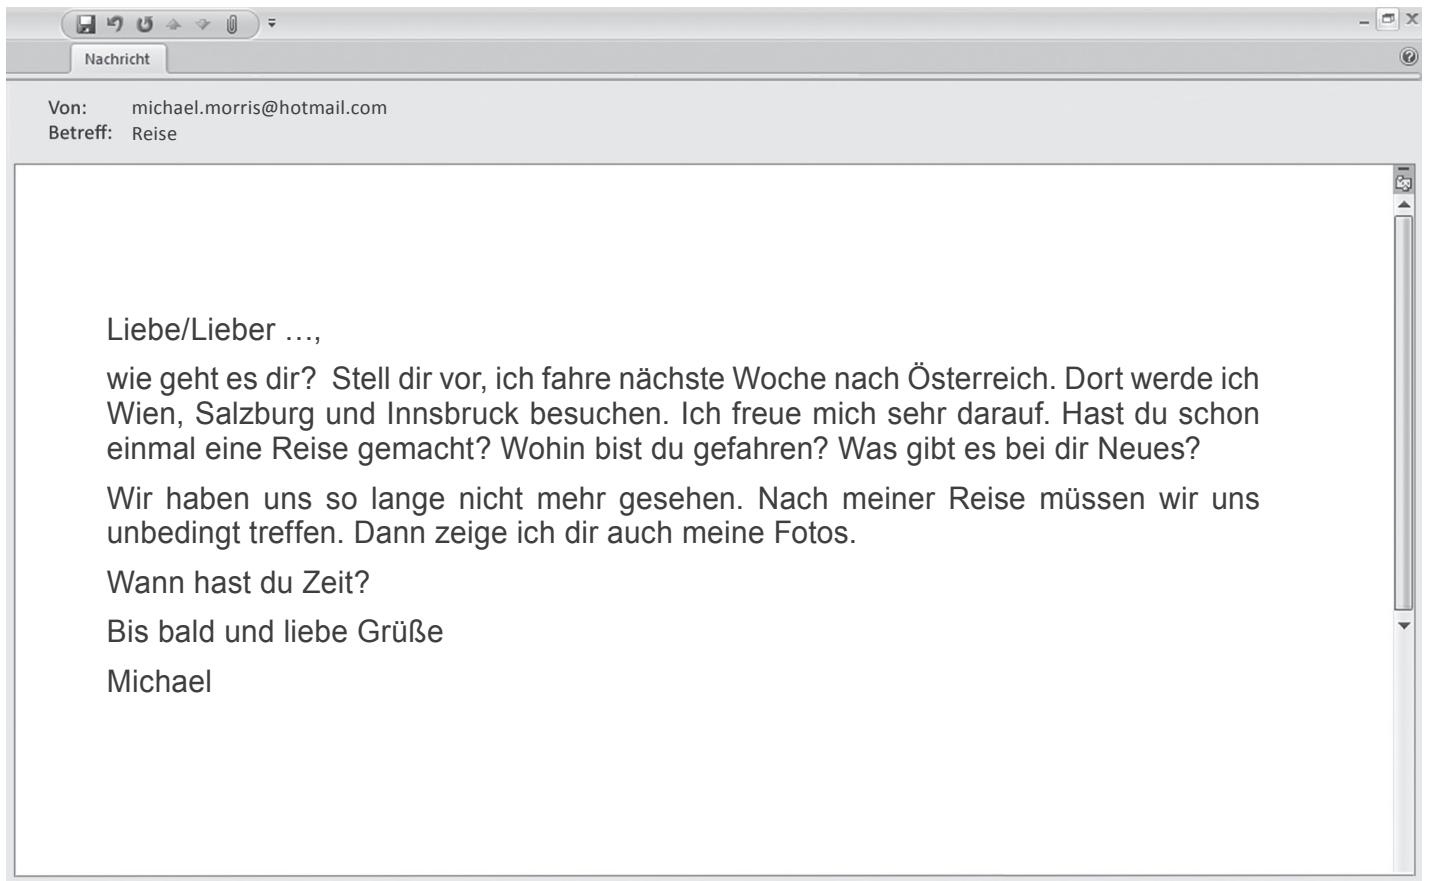 Nachricht
Von: michael.morris@hotmail.com
Betreff: Reise
Liebe/Lieber …,
wie geht es dir?  Stell dir vor, ich fahre nächste Woche nach Österreich. Dort werde ich
Wien, Salzburg und Innsbruck besuchen. Ich freue mich sehr darauf. Hast du schon
einmal eine Reise gemacht? Wohin bist du gefahren? Was gibt es bei dir Neues?
Wir haben uns so lange nicht mehr gesehen. Nach meiner Reise müssen wir uns
unbedingt treffen. Dann zeige ich dir auch meine Fotos.
Wann hast du Zeit?
Bis bald und liebe Grüße
Michael